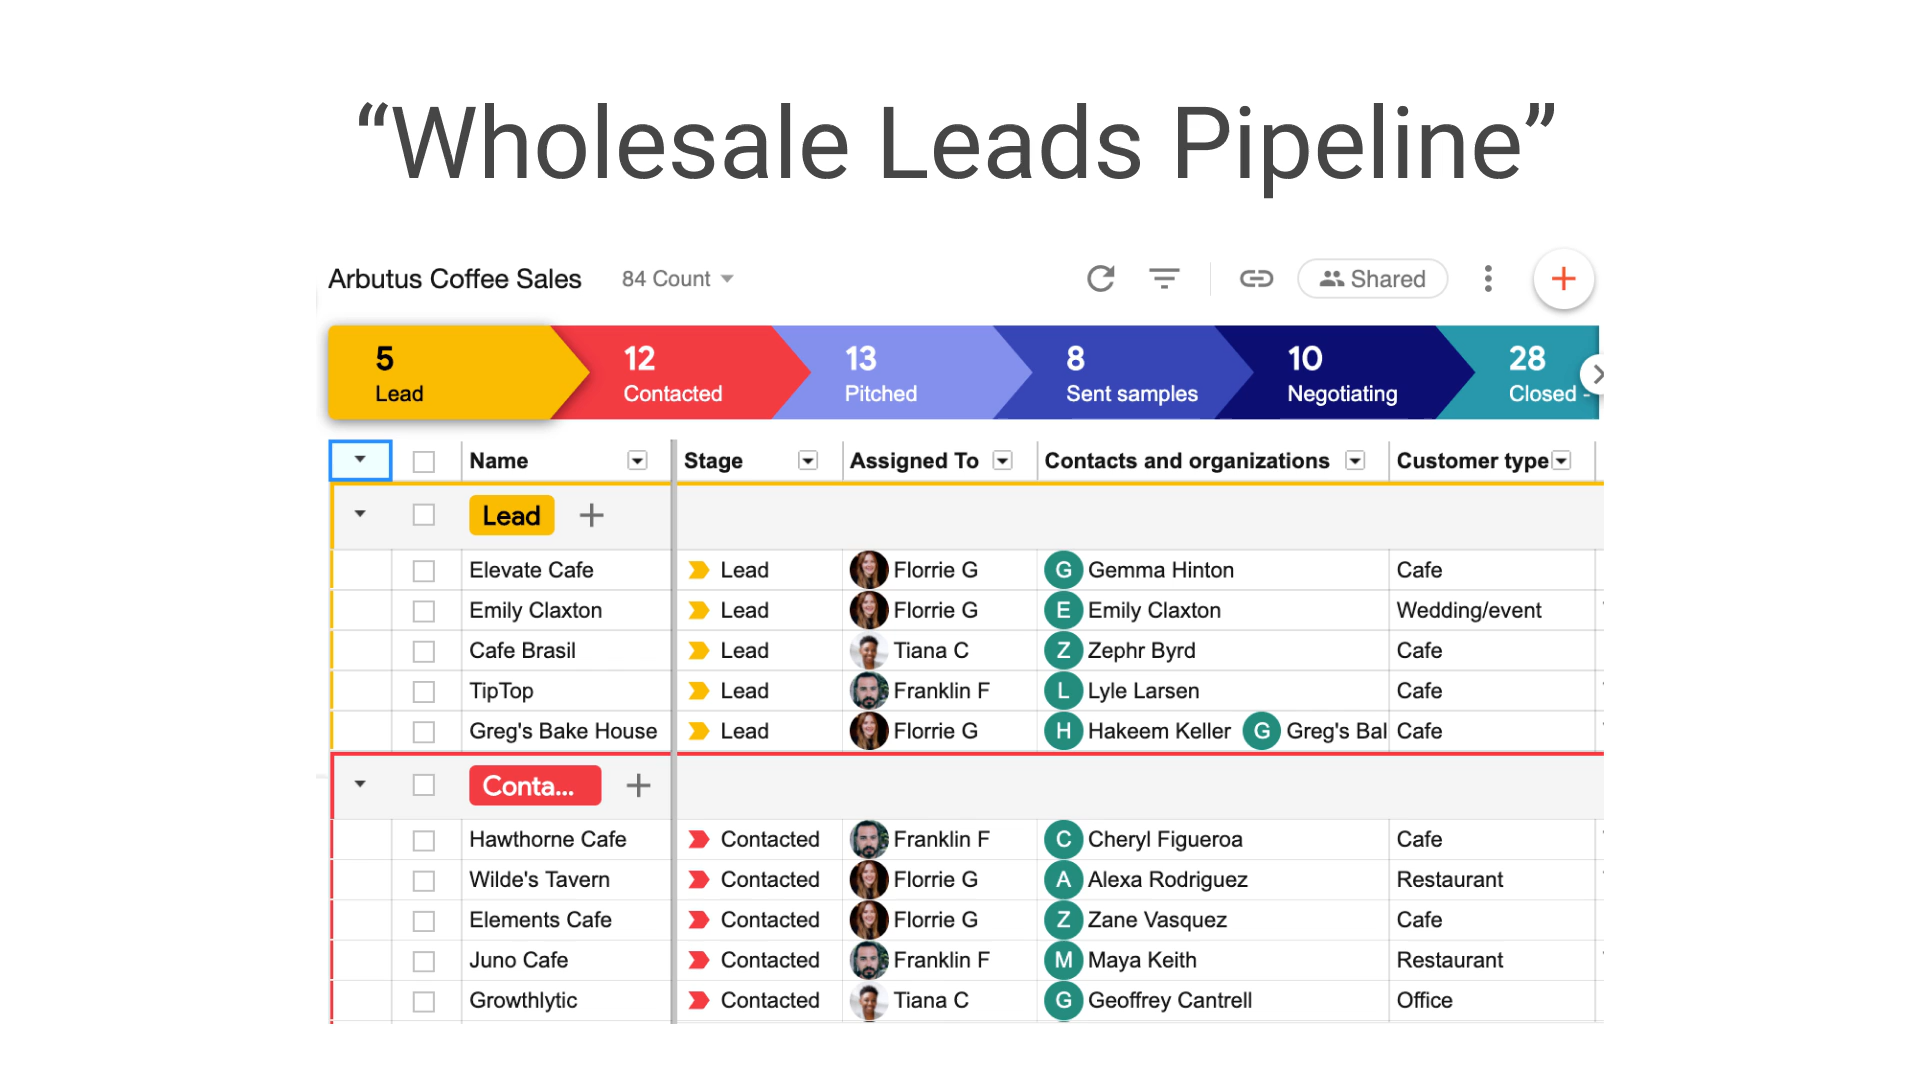 “Wholesale Leads Pipeline”
Arbutus Coffee Sales 84 Count Shared
5 12 13 8 10 28
Lead Contacted Pitched Sent samples Negotiating Closed -
Name Stage Assigned To Contacts and organizations Customer type
Lead
Elevate Cafe Lead Florrie G G Gemma Hinton Cafe
Emily Claxton Lead Florrie G E Emily Claxton Wedding/event
Cafe Brasil Lead Tiana C Z Zephr Byrd Cafe
TipTop Lead Franklin F L Lyle Larsen Cafe
Greg's Bake House Lead Florrie G H Hakeem Keller G Greg's Bal Cafe
Conta...
Hawthorne Cafe Contacted Franklin F C Cheryl Figueroa Cafe
Wilde's Tavern Contacted Florrie G A Alexa Rodriguez Restaurant
Elements Cafe Contacted Florrie G Z Zane Vasquez Cafe
Juno Cafe Contacted Franklin F M Maya Keith Restaurant
Growthlytic Contacted Tiana C G Geoffrey Cantrell Office